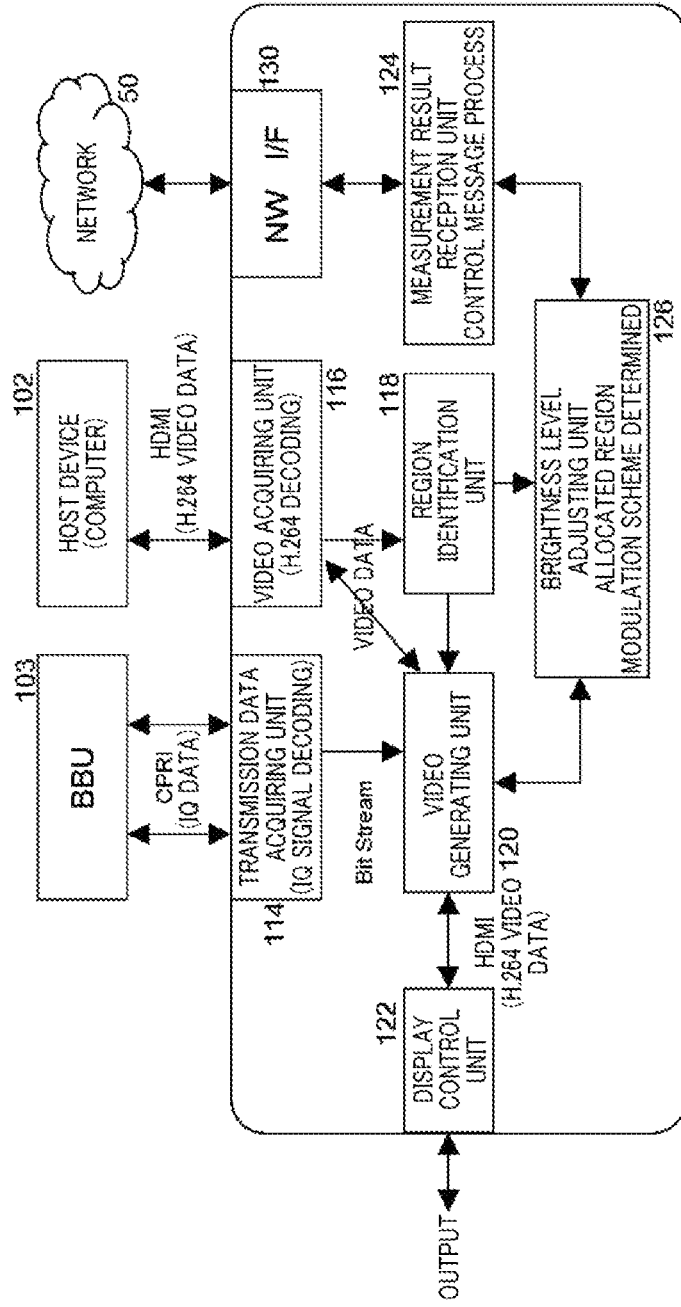 103
BBU
CPRI
(IQ DATA)
102
HOST DEVICE
(COMPUTER)
HDMI
(H.264 VIDEO DATA)
NETWORK
50
TRANSMISSION DATA
ACQUIRING UNIT
(IQ SIGNAL DECODING)
114
VIDEO ACQUIRING UNIT
(H.264 DECODING)
116
NW I/F
130
Bit Stream
VIDEO DATA
OUTPUT
DISPLAY
CONTROL
UNIT
122
HDMI
(H.264 VIDEO
DATA)
VIDEO
GENERATING UNIT
120
REGION
IDENTIFICATION
UNIT
118
MEASUREMENT RESULT
RECEPTION UNIT
CONTROL MESSAGE PROCESS
124
BRIGHTNESS LEVEL
ADJUSTING UNIT
ALLOCATED REGION
MODULATION SCHEME DETERMINED
126